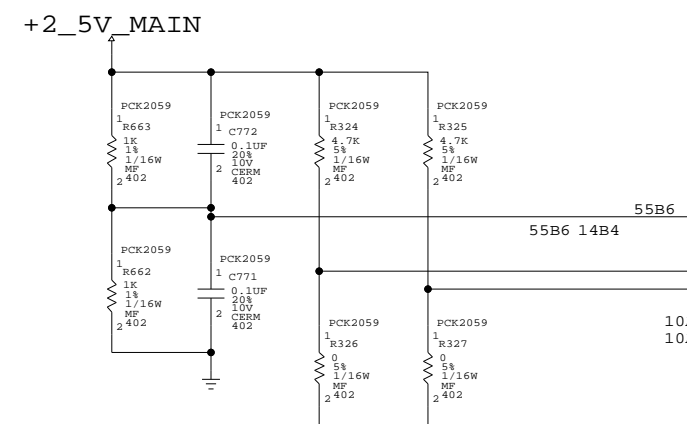 +2_5V_MAIN
PCK2059
1
R663
1K
1%
1/16W
MF
402
2
PCK2059
1
C772
0.1UF
20%
10V
CERM
402
2
PCK2059
1
R324
4.7K
5%
1/16W
MF
402
2
PCK2059
1
R325
4.7K
5%
1/16W
MF
402
2
55B6
55B6 14B4
PCK2059
1
R662
1K
1%
1/16W
MF
402
2
PCK2059
1
C771
0.1UF
20%
10V
CERM
402
2
PCK2059
1
R326
0
5%
1/16W
MF
402
2
PCK2059
1
R327
0
5%
1/16W
MF
402
2